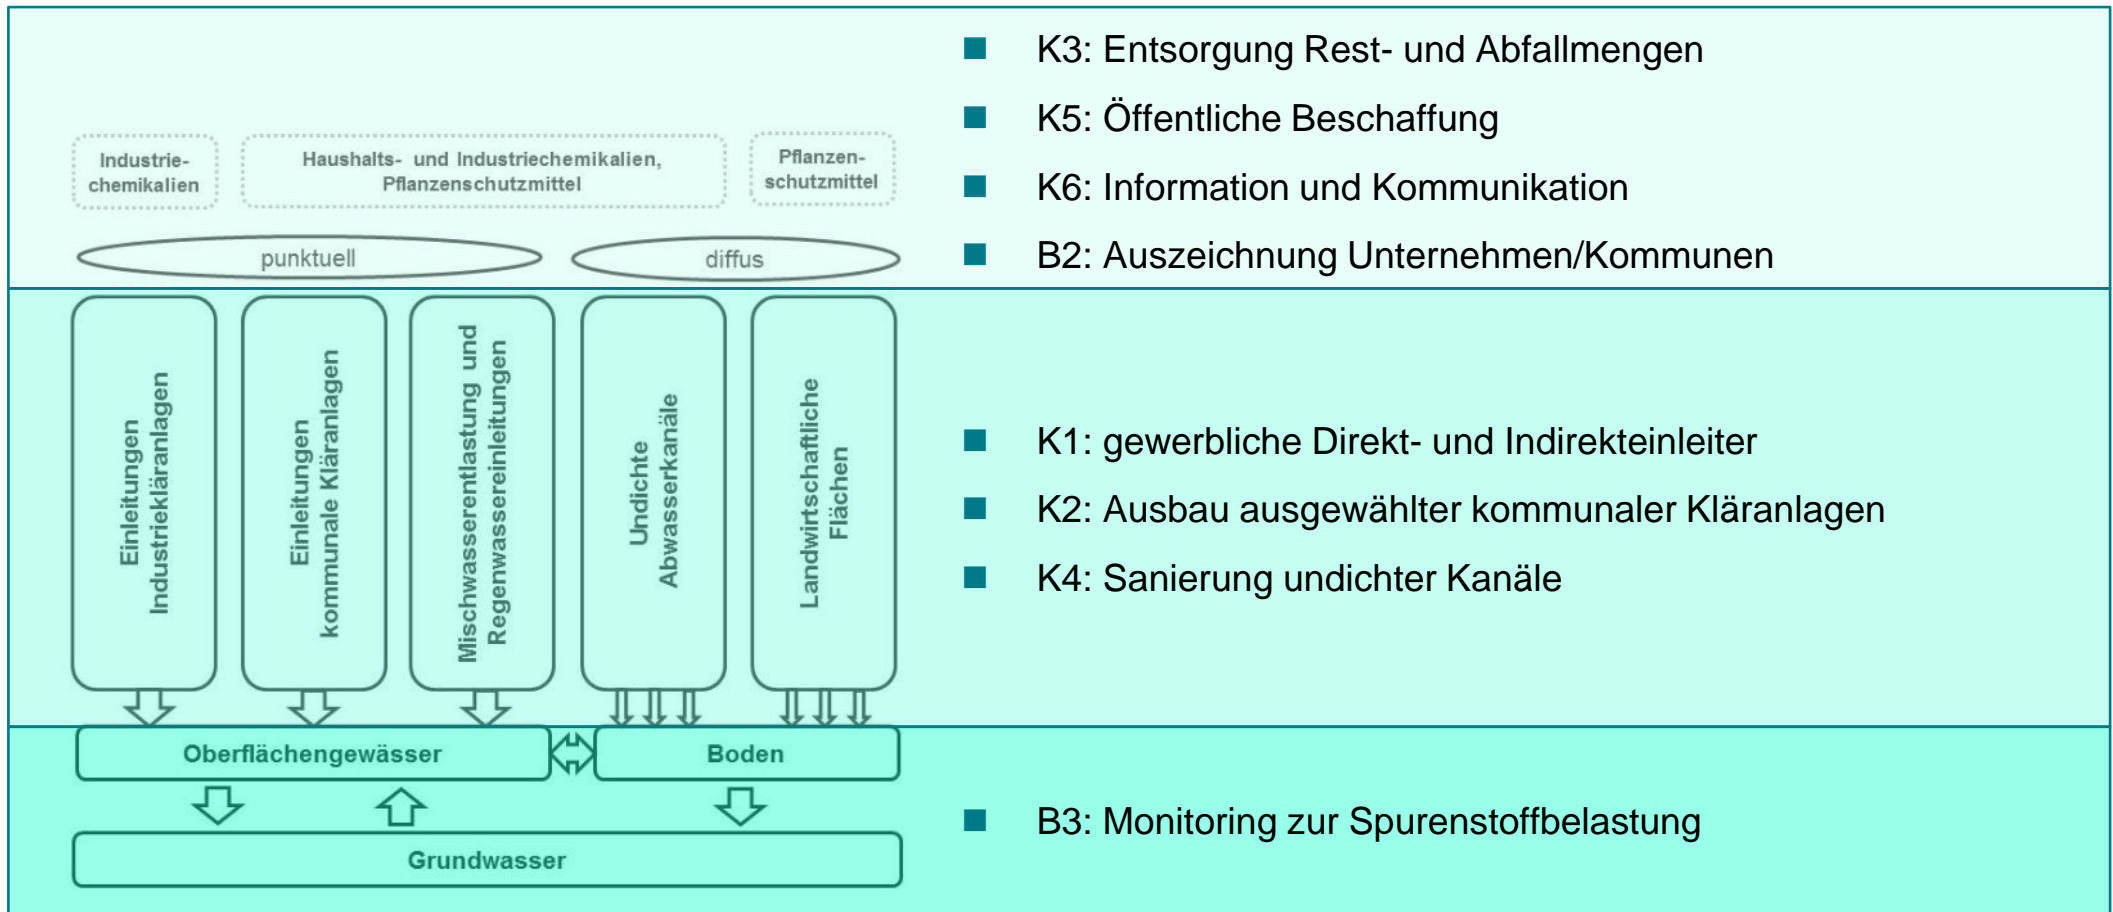 K3: Entsorgung Rest- und Abfallmengen
K5: Öffentliche Beschaffung
K6: Information und Kommunikation
B2: Auszeichnung Unternehmen/Kommunen
Industrie-
chemikalien
Haushalts- und Industriechemikalien,
Pflanzenschutzmittel
Pflanzen-
schutzmittel
punktuell
diffus
Einleitungen
Industriekläranlagen
Einleitungen
kommunale Kläranlagen
Mischwasserentlastung und
Regenwassereinleitungen
Undichte
Abwasserkanäle
Landwirtschaftliche
Flächen
K1: gewerbliche Direkt- und Indirekteinleiter
K2: Ausbau ausgewählter kommunaler Kläranlagen
K4: Sanierung undichter Kanäle
Oberflächengewässer
Boden
Grundwasser
B3: Monitoring zur Spurenstoffbelastung